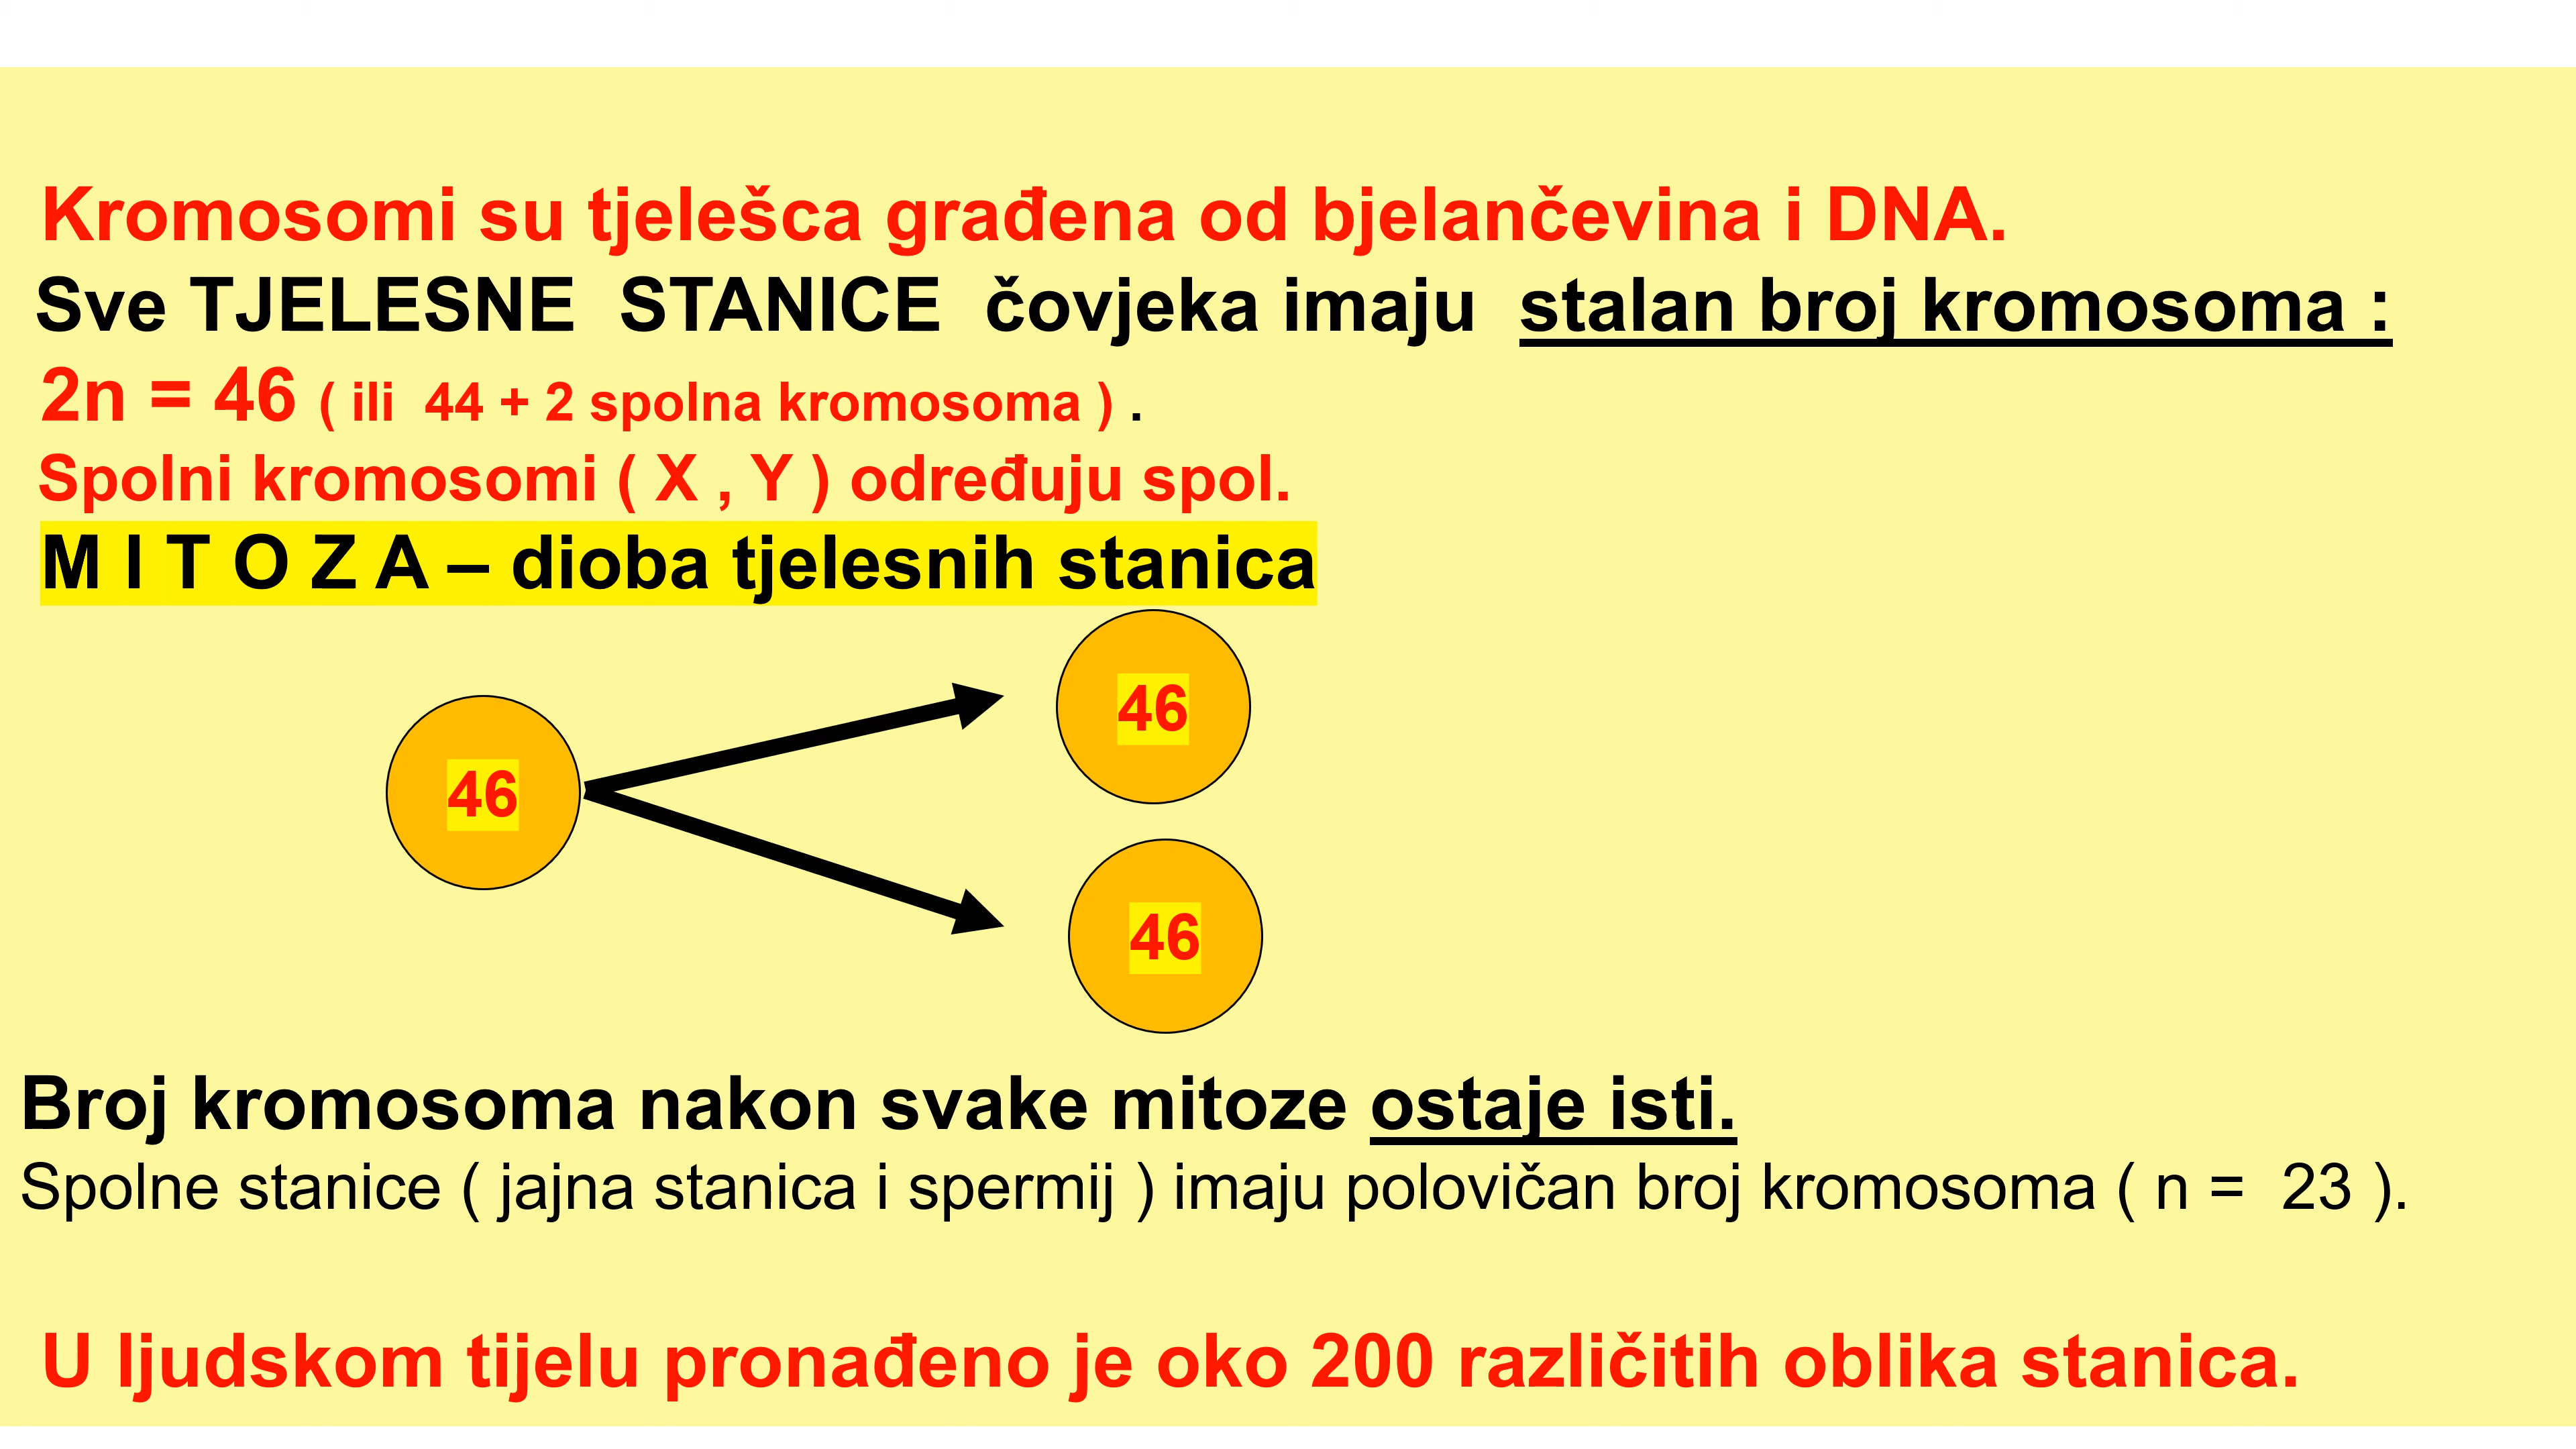 Kromosomi su tjelešca građena od bjelančevina i DNA.
Sve TJELESNE STANICE čovjeka imaju stalan broj kromosoma :
2n = 46 ( ili 44 + 2 spolna kromosoma ) .
Spolni kromosomi ( X , Y ) određuju spol.
M I T O Z A – dioba tjelesnih stanica
46
46
46
Broj kromosoma nakon svake mitoze ostaje isti.
Spolne stanice ( jajna stanica i spermij ) imaju polovičan broj kromosoma ( n = 23 ).
U ljudskom tijelu pronađeno je oko 200 različitih oblika stanica.